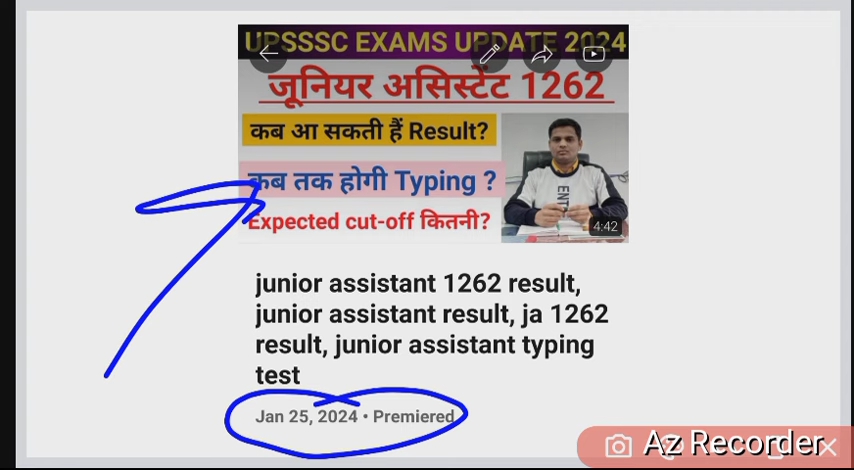 UPSSSC EXAMS UPDATE 2024
जूनियर असिस्टेंट 1262
कब आ सकती हैं Result?
कब तक होगी Typing ?
Expected cut-off कितनी?
4:42
junior assistant 1262 result,
junior assistant result, ja 1262
result, junior assistant typing
test
Jan 25, 2024 • Premiered
Az Recorder